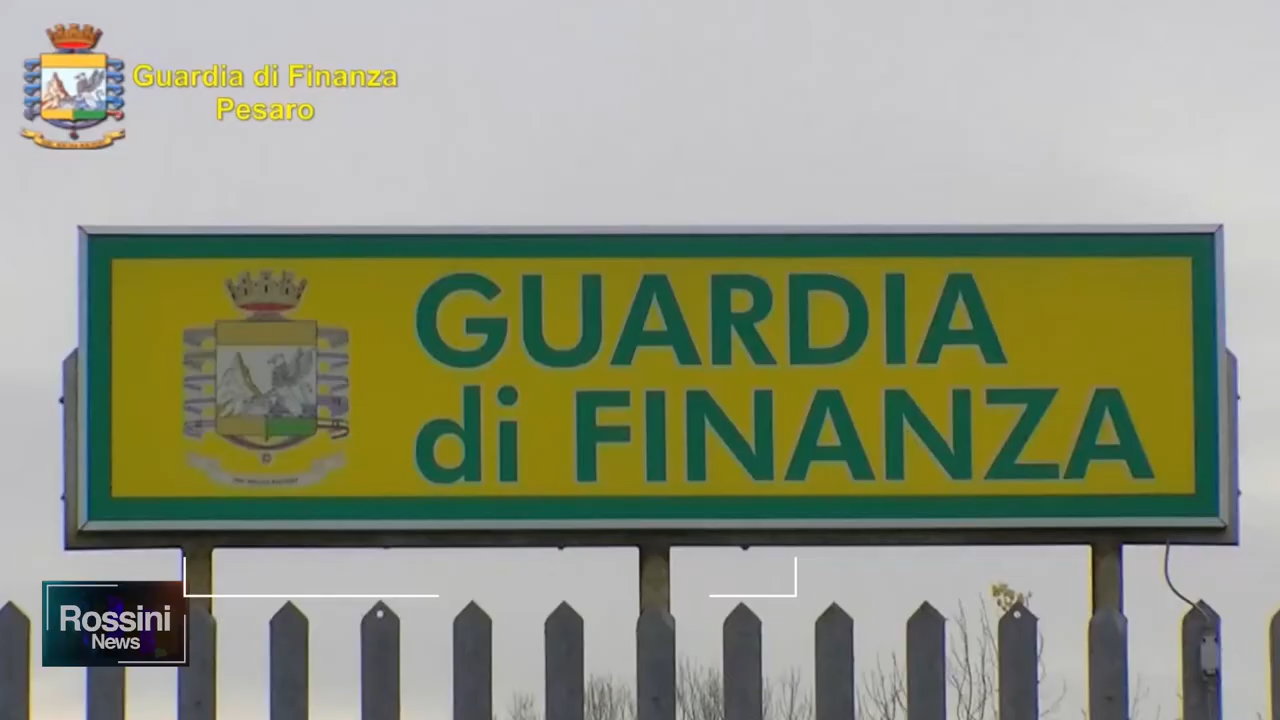 Guardia di Finanza
Pesaro
GUARDIA
di FINANZA
Rossini
News